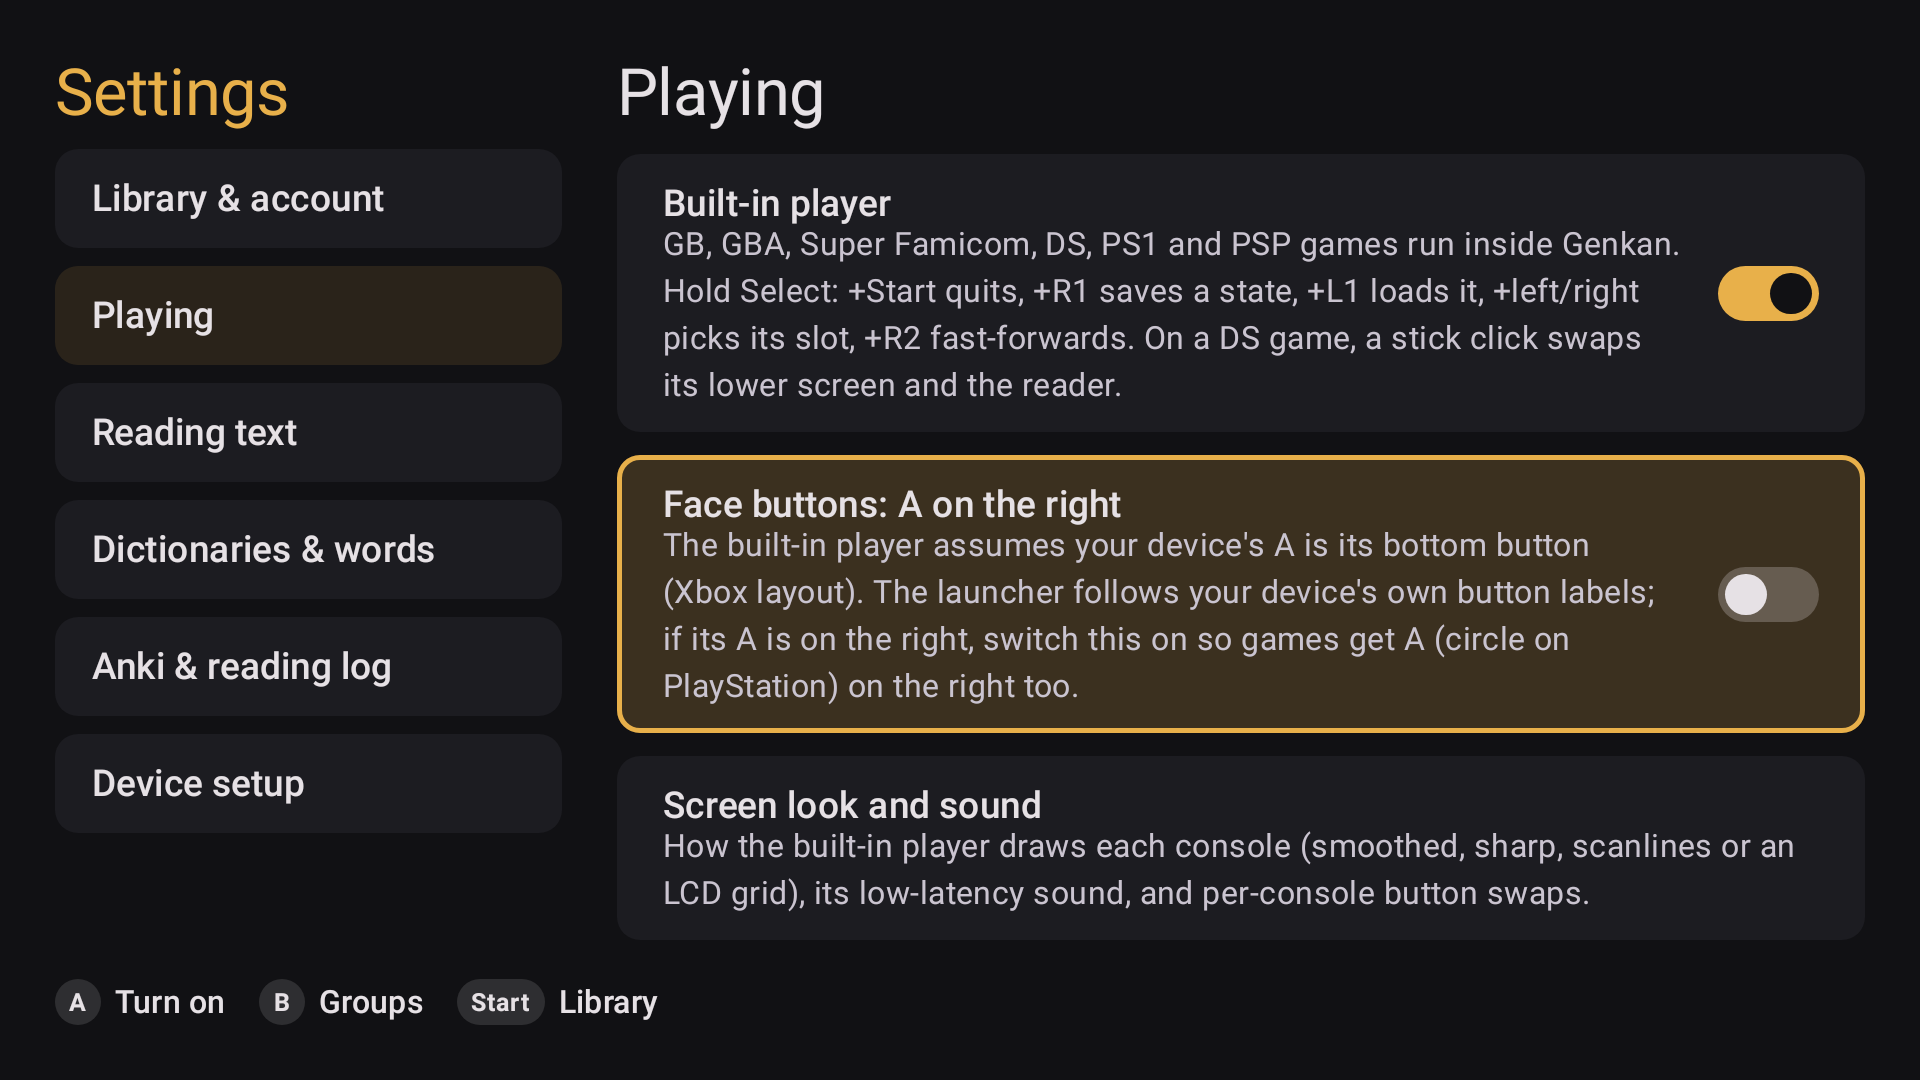 Settings
Library & account
Playing
Reading text
Dictionaries & words
Anki & reading log
Device setup
Playing
Built-in player
GB, GBA, Super Famicom, DS, PS1 and PSP games run inside Genkan.
Hold Select: +Start quits, +R1 saves a state, +L1 loads it, +left/right
picks its slot, +R2 fast-forwards. On a DS game, a stick click swaps
its lower screen and the reader.
Face buttons: A on the right
The built-in player assumes your device's A is its bottom button
(Xbox layout). The launcher follows your device's own button labels;
if its A is on the right, switch this on so games get A (circle on
PlayStation) on the right too.
Screen look and sound
How the built-in player draws each console (smoothed, sharp, scanlines or an
LCD grid), its low-latency sound, and per-console button swaps.
A Turn on B Groups Start Library